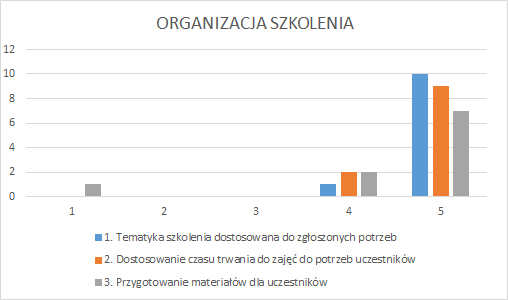 ORGANIZACJA SZKOLENIA
12
10
8
6
4
2
0
1 2 3 4 5
1. Tematyka szkolenia dostosowana do zgłoszonych potrzeb
2. Dostosowanie czasu trwania do zajęć do potrzeb uczestników
3. Przygotowanie materiałów dla uczestników